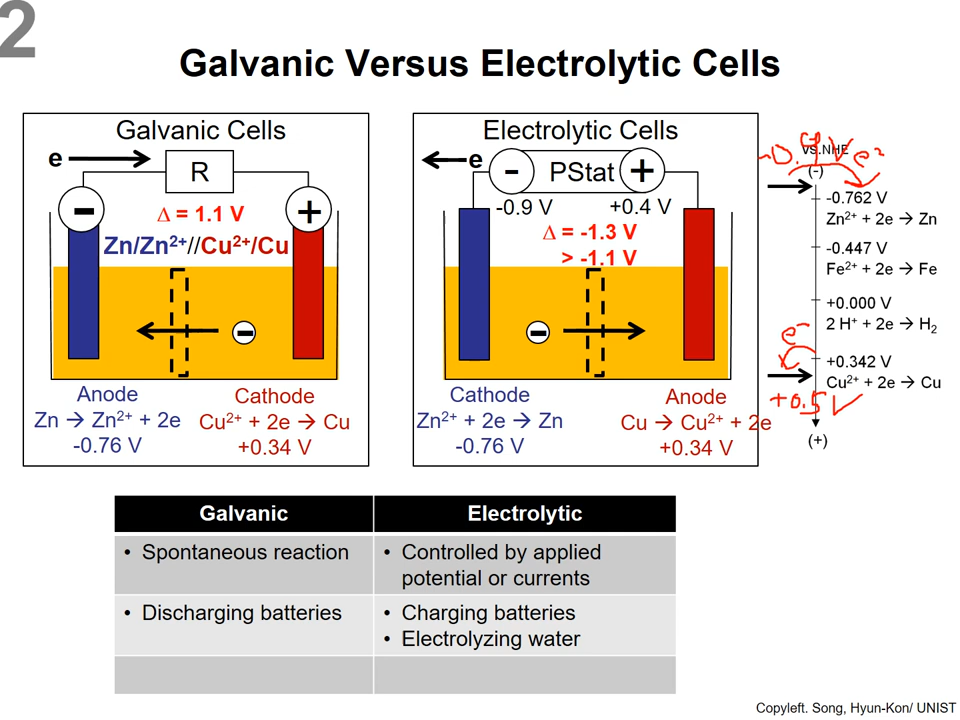 2
Galvanic Versus Electrolytic Cells
Galvanic Cells
e
R
-
+
Δ = 1.1 V
Zn/Zn²⁺//Cu²⁺/Cu
-
Anode
Zn → Zn²⁺ + 2e
-0.76 V
Cathode
Cu²⁺ + 2e → Cu
+0.34 V
Electrolytic Cells
e
-
PStat
+
-0.9 V
+0.4 V
Δ = -1.3 V
> -1.1 V
-
Cathode
Zn²⁺ + 2e → Zn
-0.76 V
Anode
Cu → Cu²⁺ + 2e
+0.34 V
vs.NHE
-0.9 V
(-)
-0.762 V
Zn²⁺ + 2e → Zn
-0.447 V
Fe²⁺ + 2e → Fe
+0.000 V
2 H⁺ + 2e → H₂
e⁻
+0.342 V
Cu²⁺ + 2e → Cu
+0.5 V
(+)
Galvanic Electrolytic
• Spontaneous reaction
• Controlled by applied
potential or currents
• Discharging batteries
• Charging batteries
• Electrolyzing water
Copyleft. Song, Hyun-Kon/ UNIST